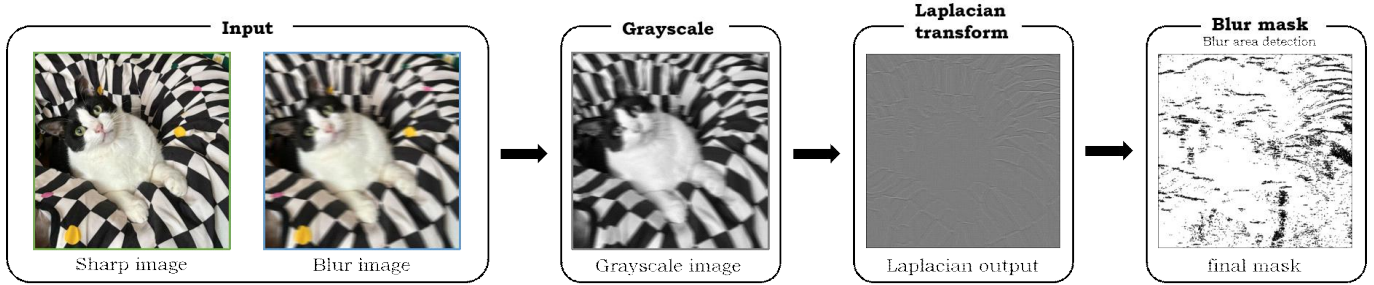 Input
Sharp image
Blur image
Grayscale
Grayscale image
Laplacian
transform
Laplacian output
Blur mask
Blur area detection
final mask